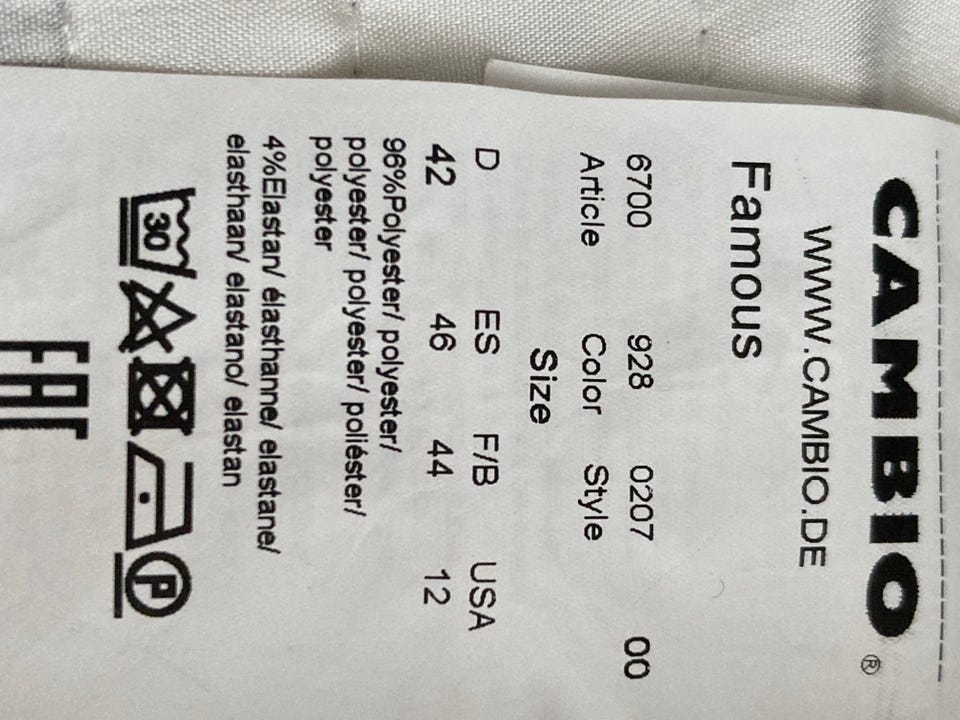 CAMBIO®
WWW.CAMBIO.DE
Famous
6700 928 0207 00
Article Color Style
Size
D ES F/B USA
42 46 44 12
96%Polyester/ polyester/
polyester/ polyester/ poliéster/
polyester
4%Elastan/ élasthanne/ elastane/
elasthaan/ elastano/ elastan
30 P
EAC